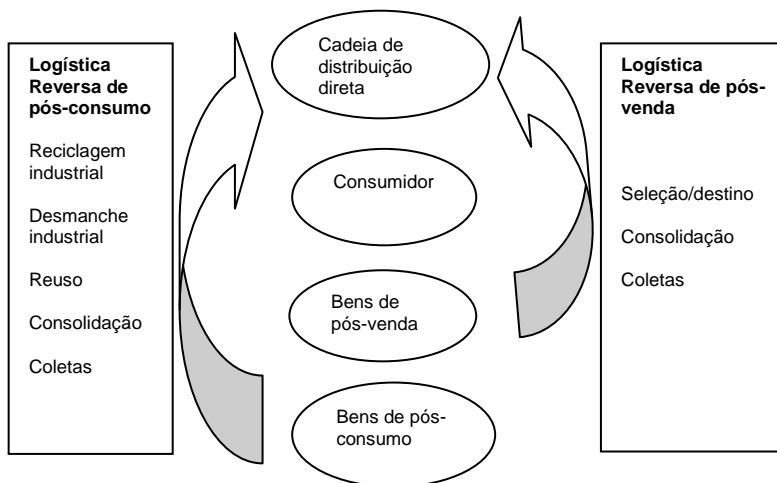 Logística
Reversa de
pós-consumo
Reciclagem
industrial
Desmanche
industrial
Reuso
Consolidação
Coletas
Cadeia de
distribuição
direta
Consumidor
Bens de
pós-venda
Bens de pós-
consumo
Logística
Reversa de pós-
venda
Seleção/destino
Consolidação
Coletas